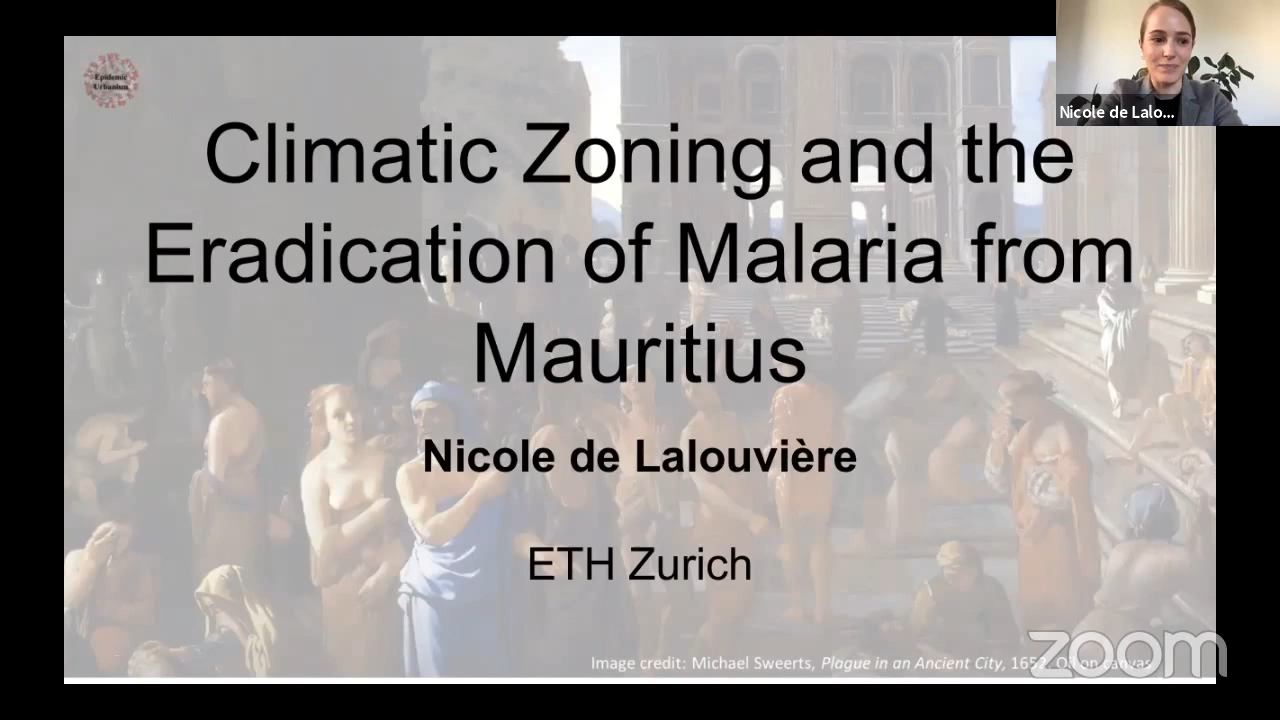 Epidemic
Urbanism
Nicole de Lalo...
Climatic Zoning and the
Eradication of Malaria from
Mauritius
Nicole de Lalouvière
ETH Zurich
Image credit: Michael Sweerts, Plague in an Ancient City, 1652, Oil on canvas
zoom